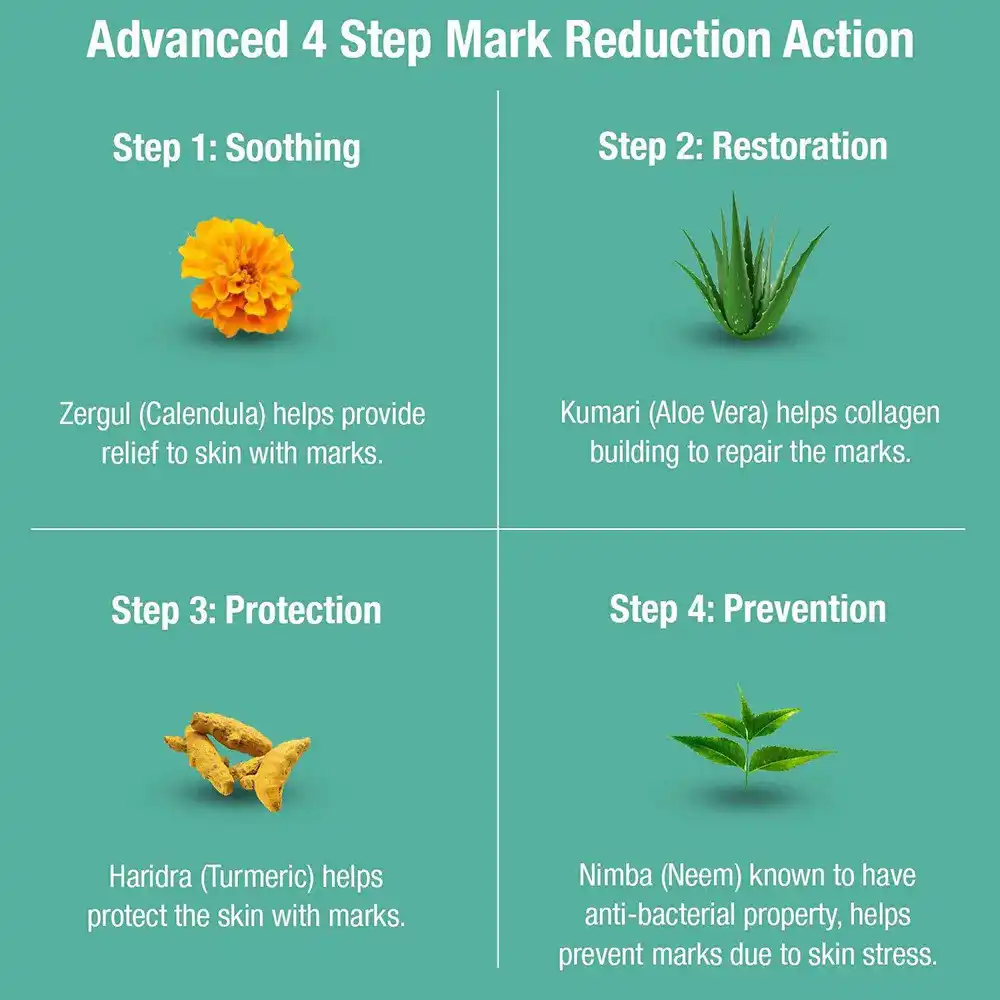 Advanced 4 Step Mark Reduction Action
Step 1: Soothing
Zergul (Calendula) helps provide
relief to skin with marks.
Step 2: Restoration
Kumari (Aloe Vera) helps collagen
building to repair the marks.
Step 3: Protection
Haridra (Turmeric) helps
protect the skin with marks.
Step 4: Prevention
Nimba (Neem) known to have
anti-bacterial property, helps
prevent marks due to skin stress.